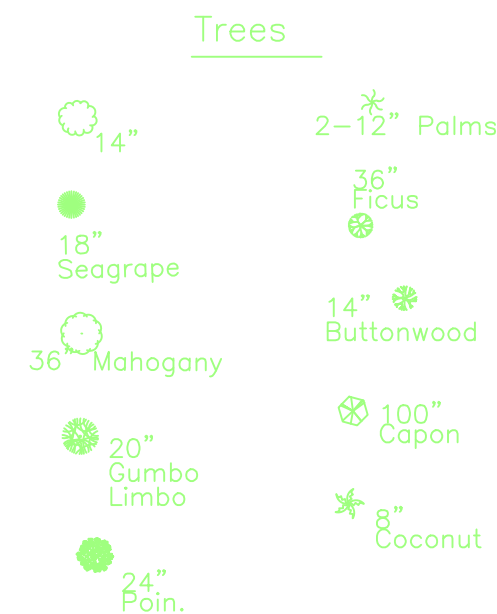 Trees
14"
18"
Seagrape
36" Mahogany
20"
Gumbo
Limbo
24"
Poin.
2-12" Palms
36"
Ficus
14"
Buttonwood
100"
Capon
8"
Coconut